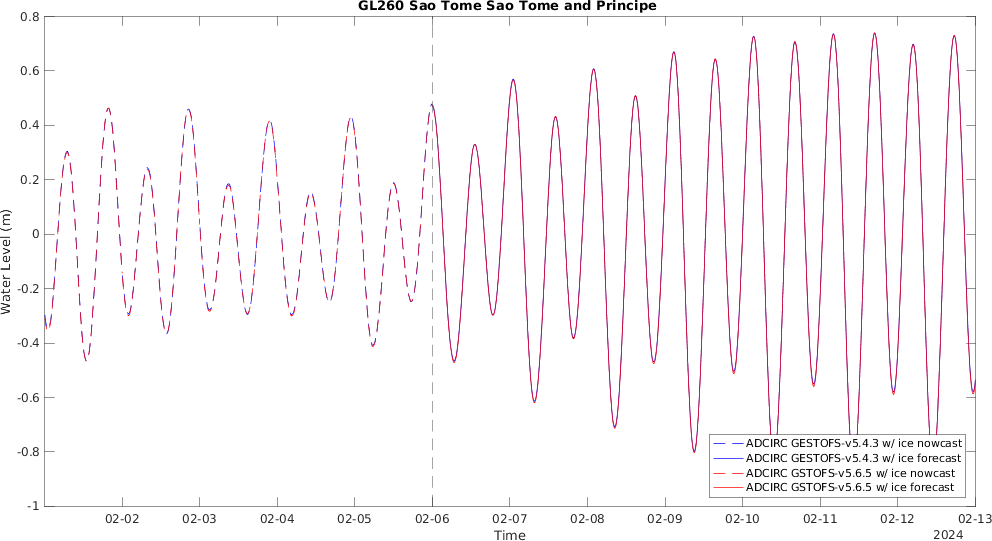 GL260 Sao Tome Sao Tome and Principe
0.8
0.6
0.4
0.2
0
-0.2
-0.4
-0.6
-0.8
-1
Water Level (m)
ADCIRC GESTOFS-v5.4.3 w/ ice nowcast
ADCIRC GESTOFS-v5.4.3 w/ ice forecast
ADCIRC GSTOFS-v5.6.5 w/ ice nowcast
ADCIRC GSTOFS-v5.6.5 w/ ice forecast
02-02 02-03 02-04 02-05 02-06 02-07 02-08 02-09 02-10 02-11 02-12 02-13
Time
2024